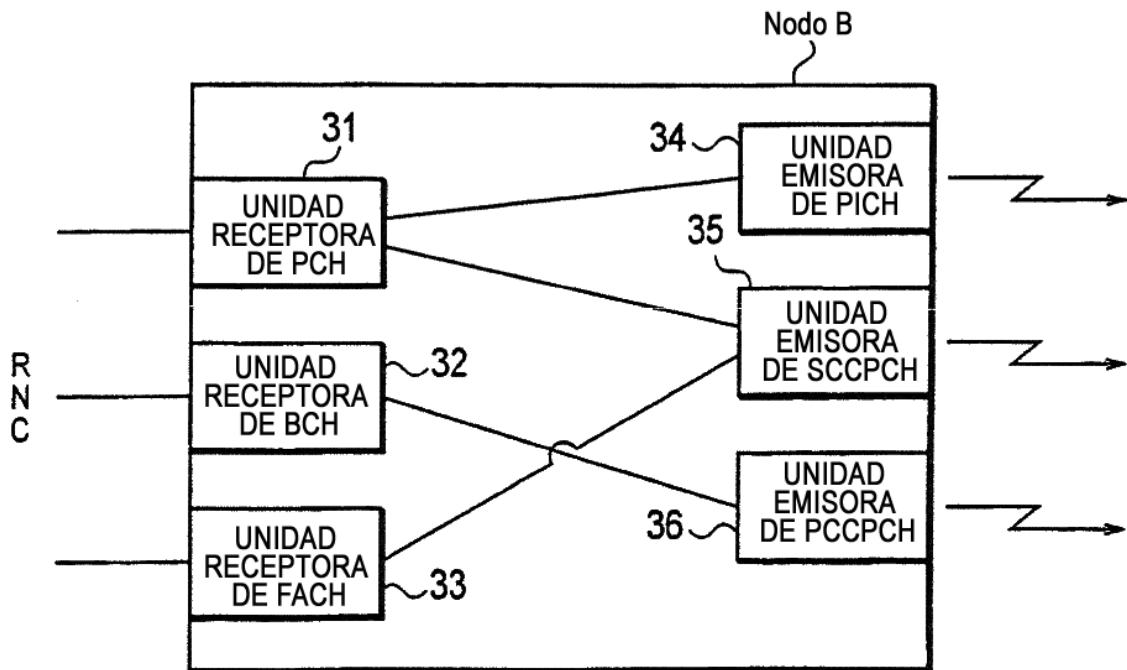 Nodo B
31
UNIDAD
RECEPTORA
DE PCH
34
UNIDAD
EMISORA
DE PICH
35
UNIDAD
EMISORA
DE SCCPCH
R
N
C
32
UNIDAD
RECEPTORA
DE BCH
36
UNIDAD
EMISORA
DE PCCPCH
33
UNIDAD
RECEPTORA
DE FACH